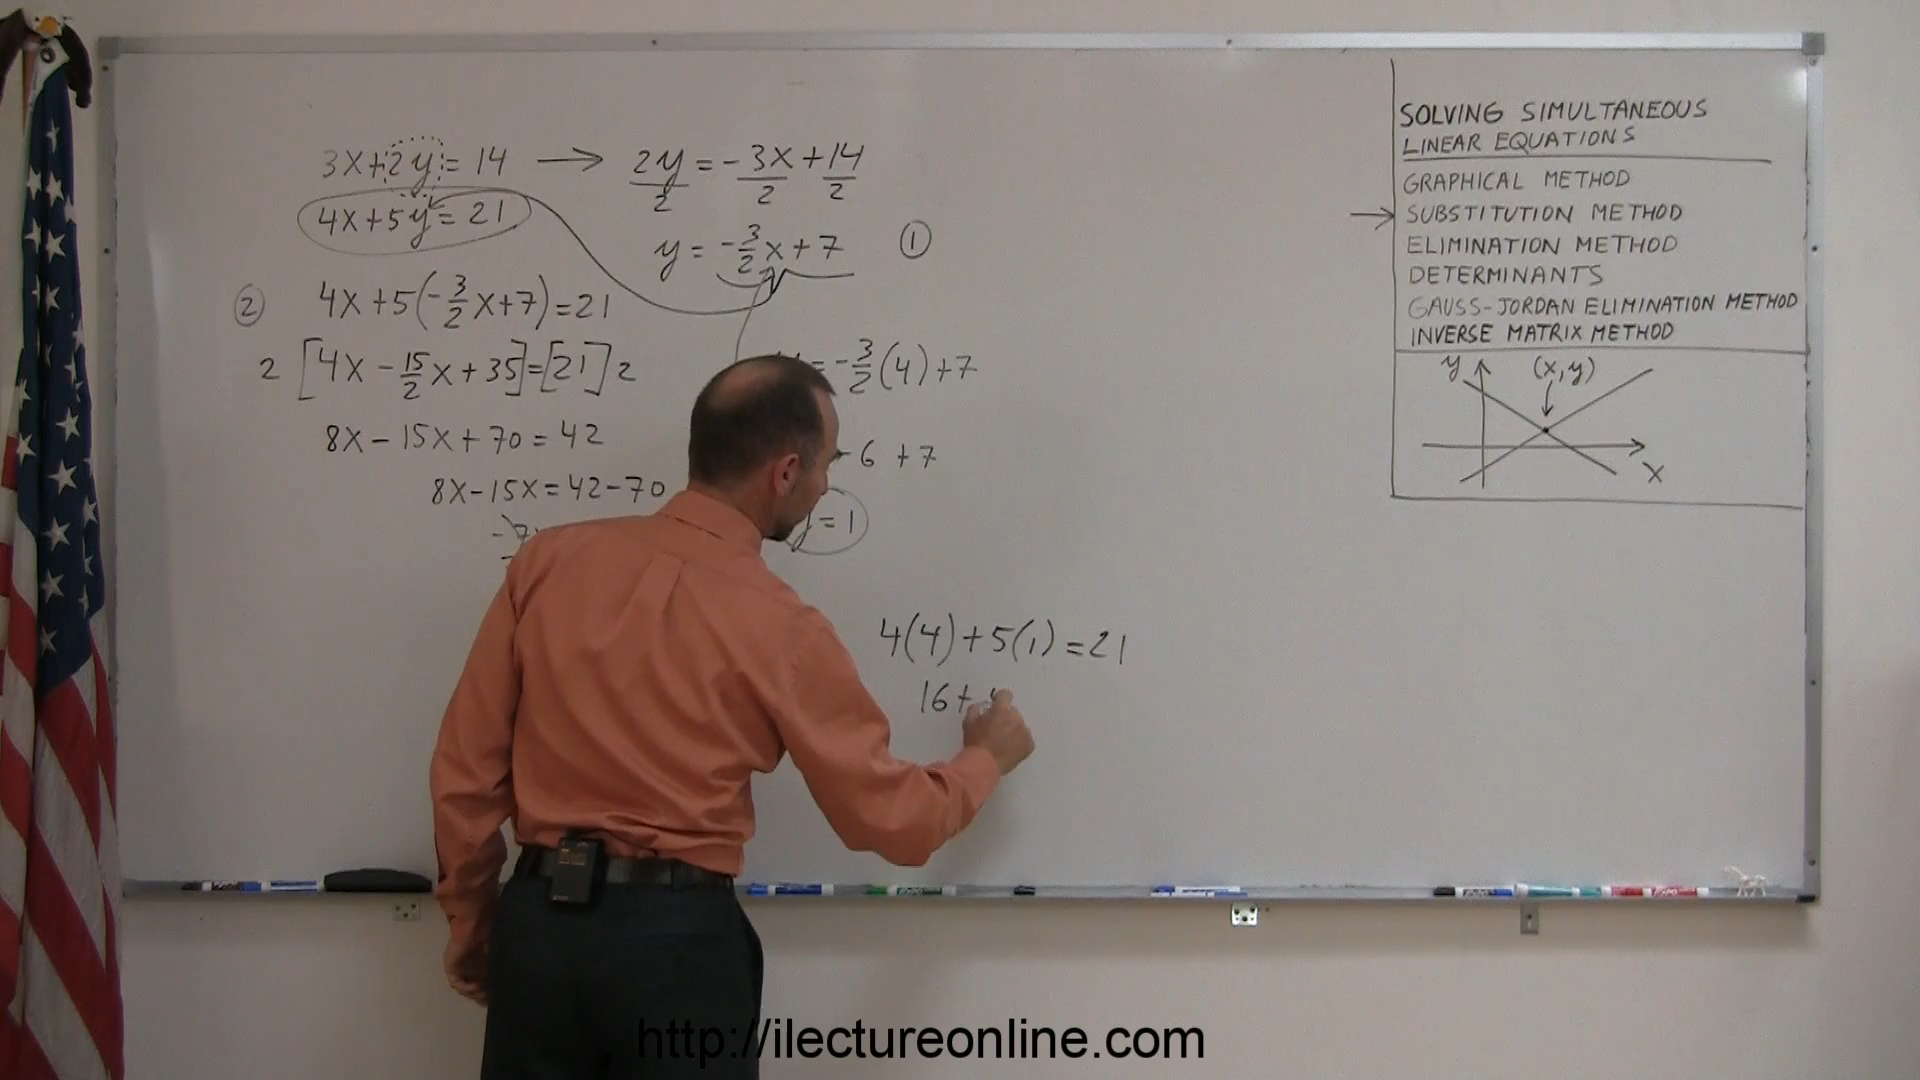 3X+2y=14 → 2y/2 = -3X/2 + 14/2
4X+5y=21
y = -3/2 x + 7 ①
② 4X+5(-3/2 X+7)=21
2 [4X - 15/2 X + 35]=[21] 2
8X - 15X + 70 = 42
8X-15X=42-70
-7
= -3/2 (4) + 7
-6 + 7
y = 1
4(4)+5(1)=21
16+
SOLVING SIMULTANEOUS
LINEAR EQUATIONS
GRAPHICAL METHOD
→ SUBSTITUTION METHOD
ELIMINATION METHOD
DETERMINANTS
GAUSS-JORDAN ELIMINATION METHOD
INVERSE MATRIX METHOD
y (x,y)
X
EXPO
http://ilectureonline.com